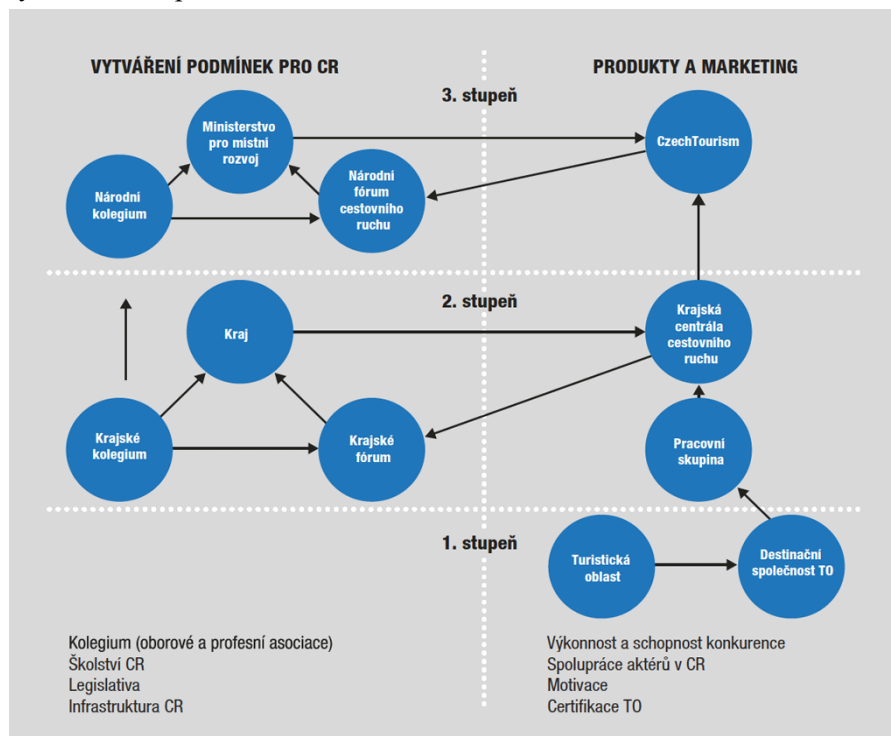 VYTVÁŘENÍ PODMÍNEK PRO CR
PRODUKTY A MARKETING
3. stupeň
Ministerstvo
pro místní
rozvoj
CzechTourism
Národní
kolegium
Národní
fórum
cestovního
ruchu
2. stupeň
Kraj
Krajská
centrála
cestovního
ruchu
Krajské
kolegium
Krajské
fórum
Pracovní
skupina
1. stupeň
Turistická
oblast
Destinační
společnost TO
Kolegium (oborové a profesní asociace)
Školství CR
Legislativa
Infrastruktura CR
Výkonnost a schopnost konkurence
Spolupráce aktérů v CR
Motivace
Certifikace TO